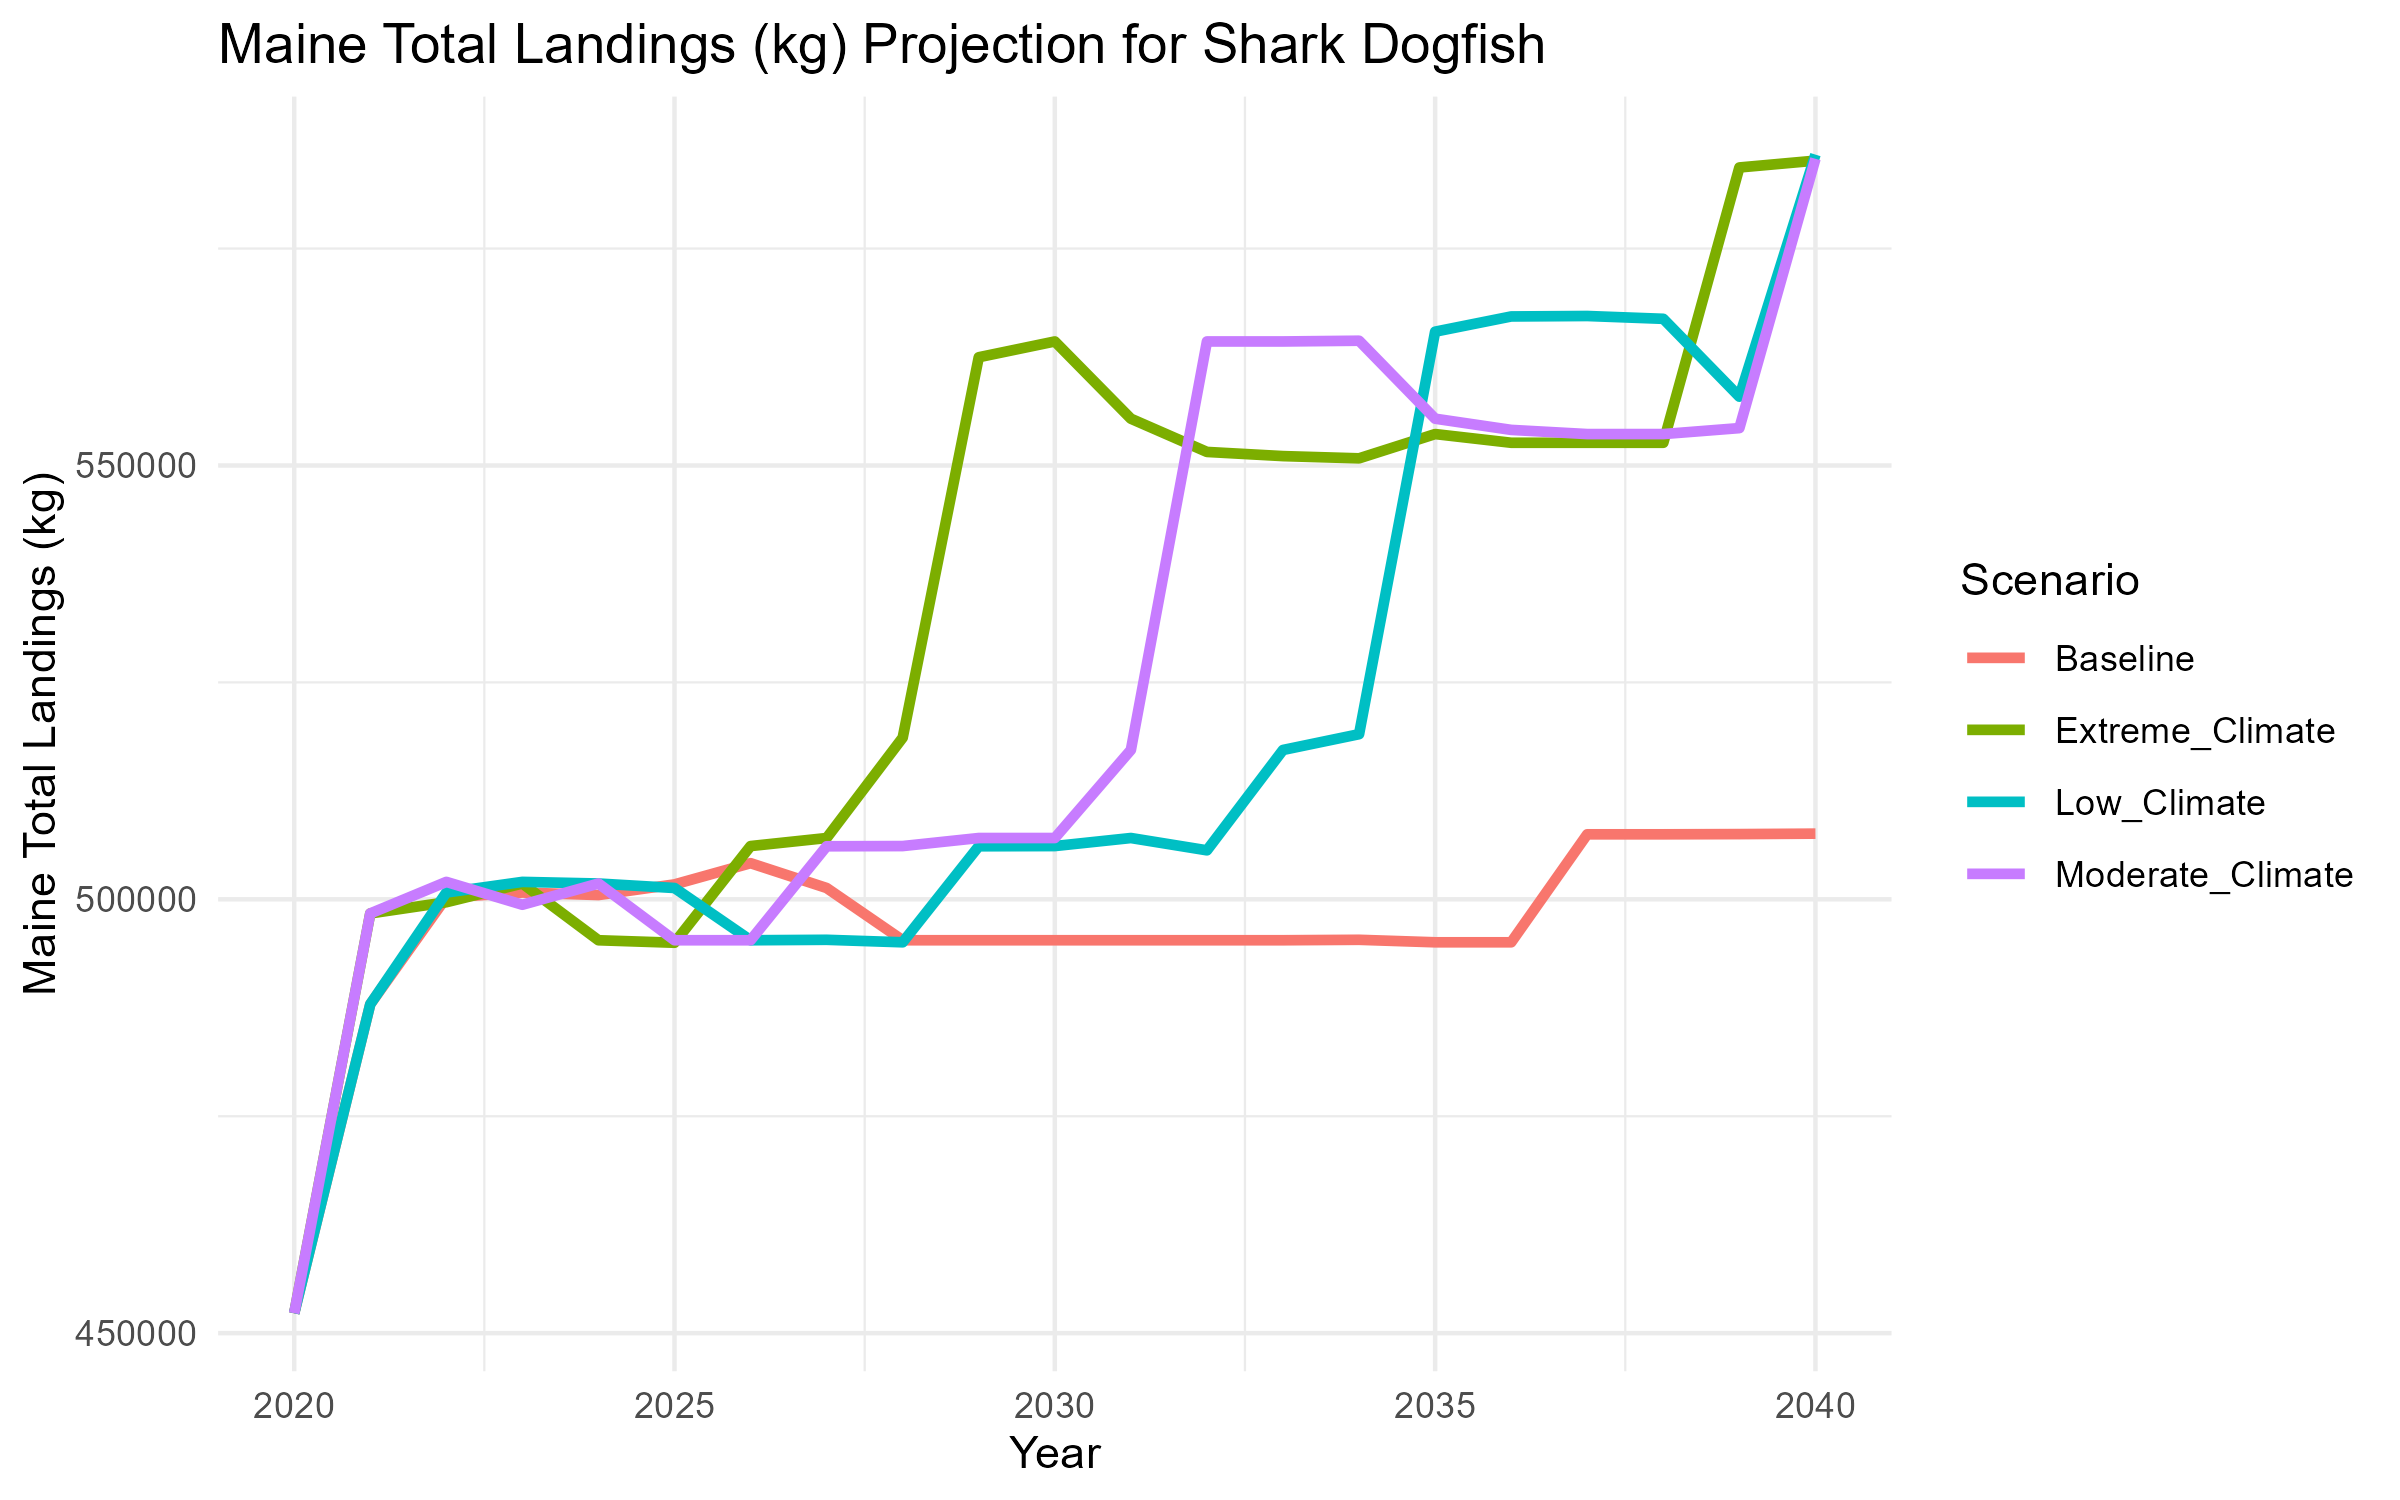 Maine Total Landings (kg) Projection for Shark Dogfish
Maine Total Landings (kg)
550000
500000
450000
2020
2025
2030
2035
2040
Year
Scenario
Baseline
Extreme_Climate
Low_Climate
Moderate_Climate